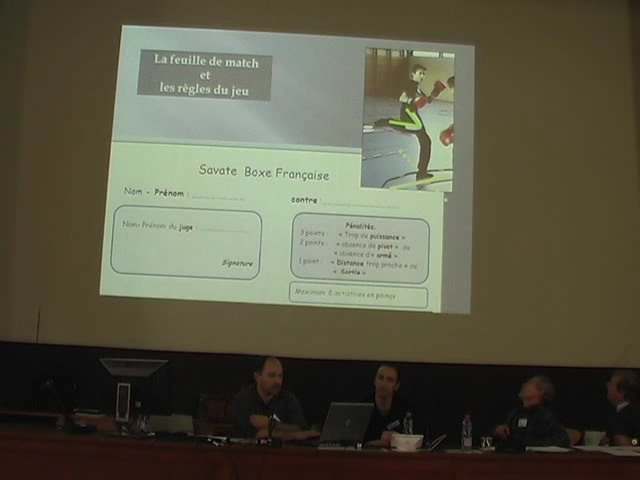 La feuille de match
et
les règles du jeu
Savate Boxe Française
Nom - Prénom :
contre :
Nom-Prénom du juge :
Signature
Pénalités.
3 points : « Trop de puissance »
2 points : « absence de pivot » ou
« absence d'« armé »
1 point : « Distance trop proche » ou
« Sortie »
Maximum 8 initiatives en poings